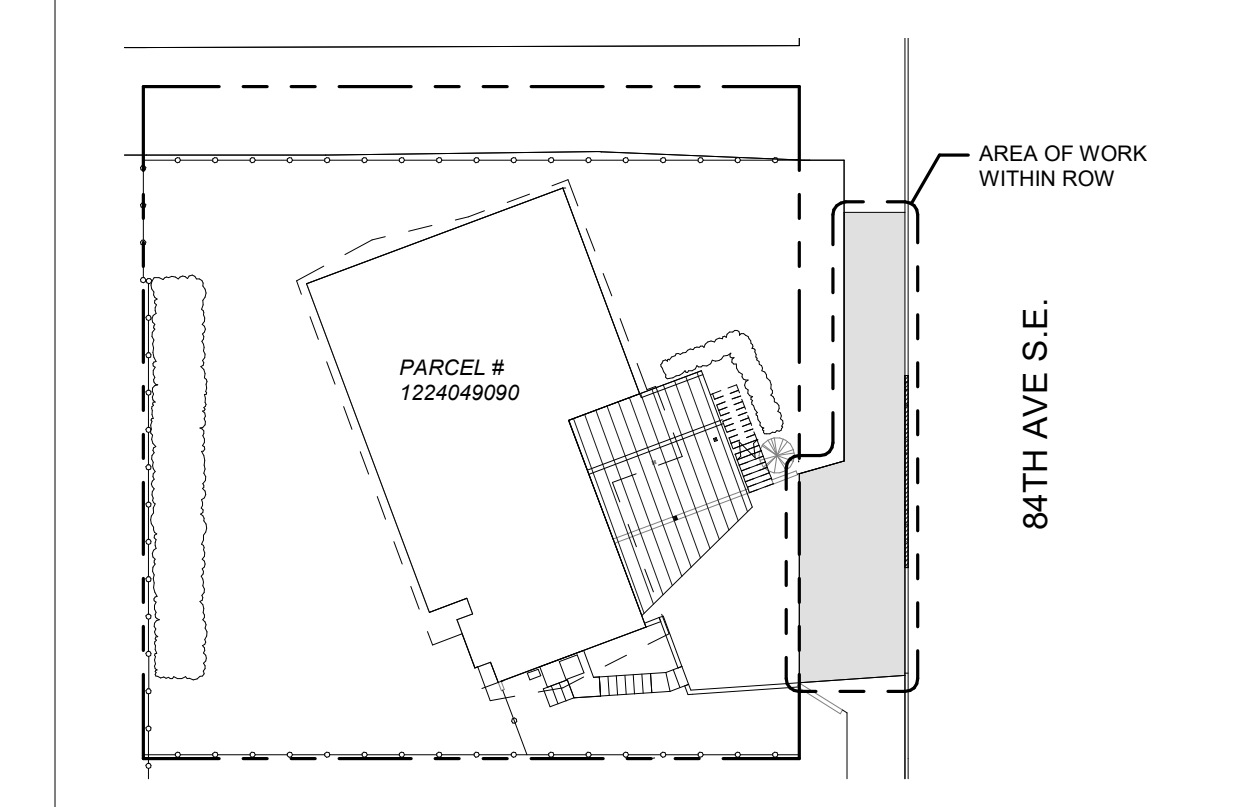 AREA OF WORK
WITHIN ROW
PARCEL #
1224049090
84TH AVE S.E.